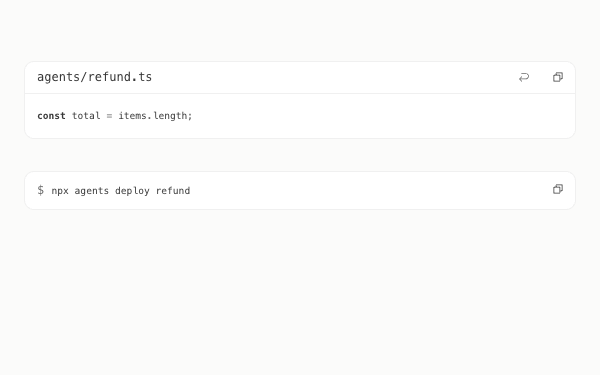 agents/refund.ts
const total = items.length;
$ npx agents deploy refund